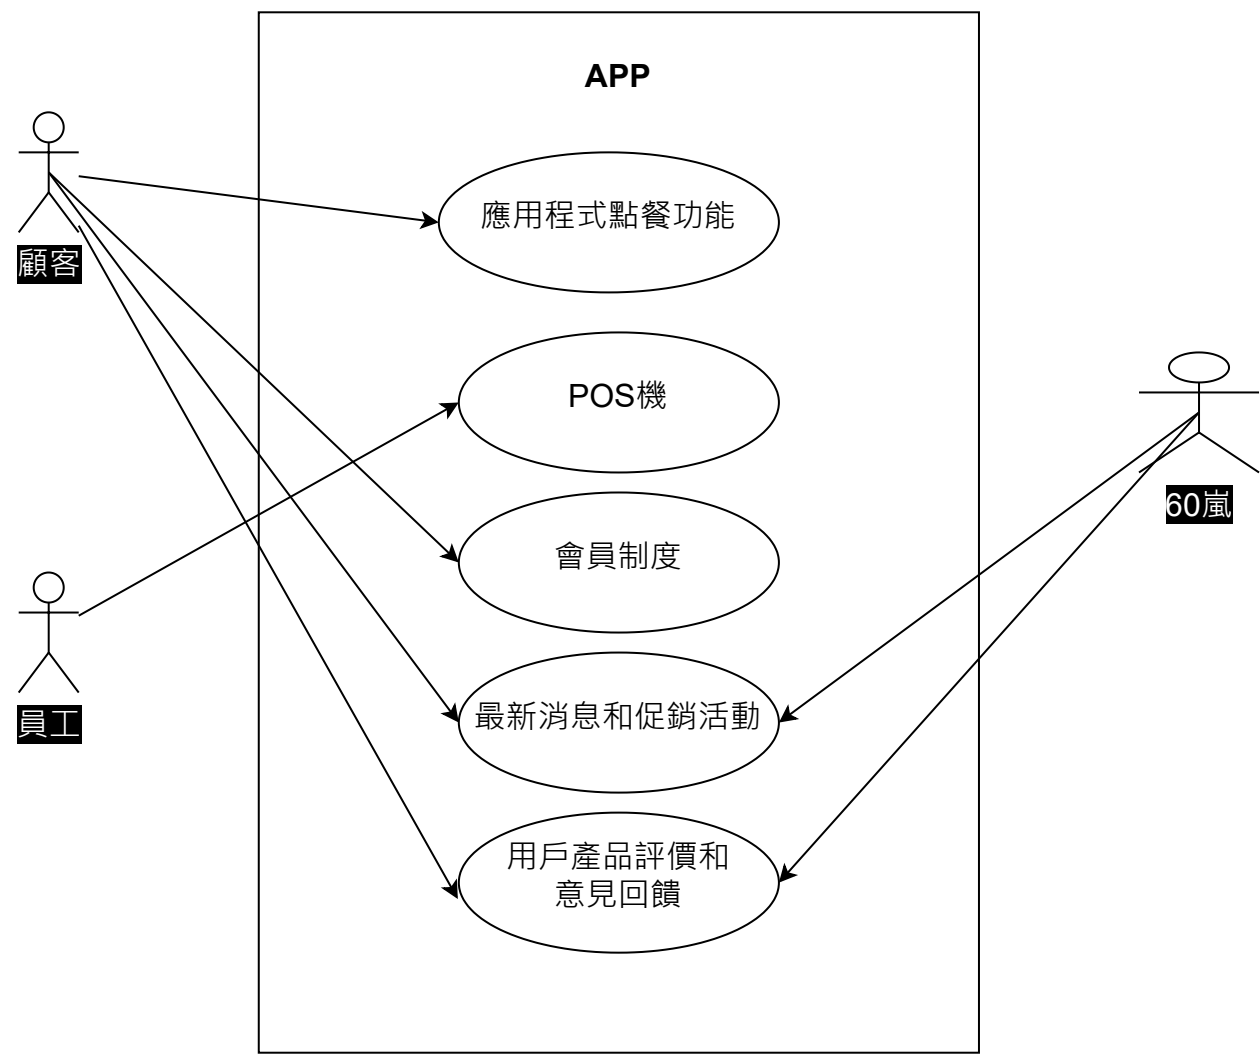 APP
顧客
應用程式點餐功能
POS機
60嵐
會員制度
員工
最新消息和促銷活動
用戶產品評價和
意見回饋